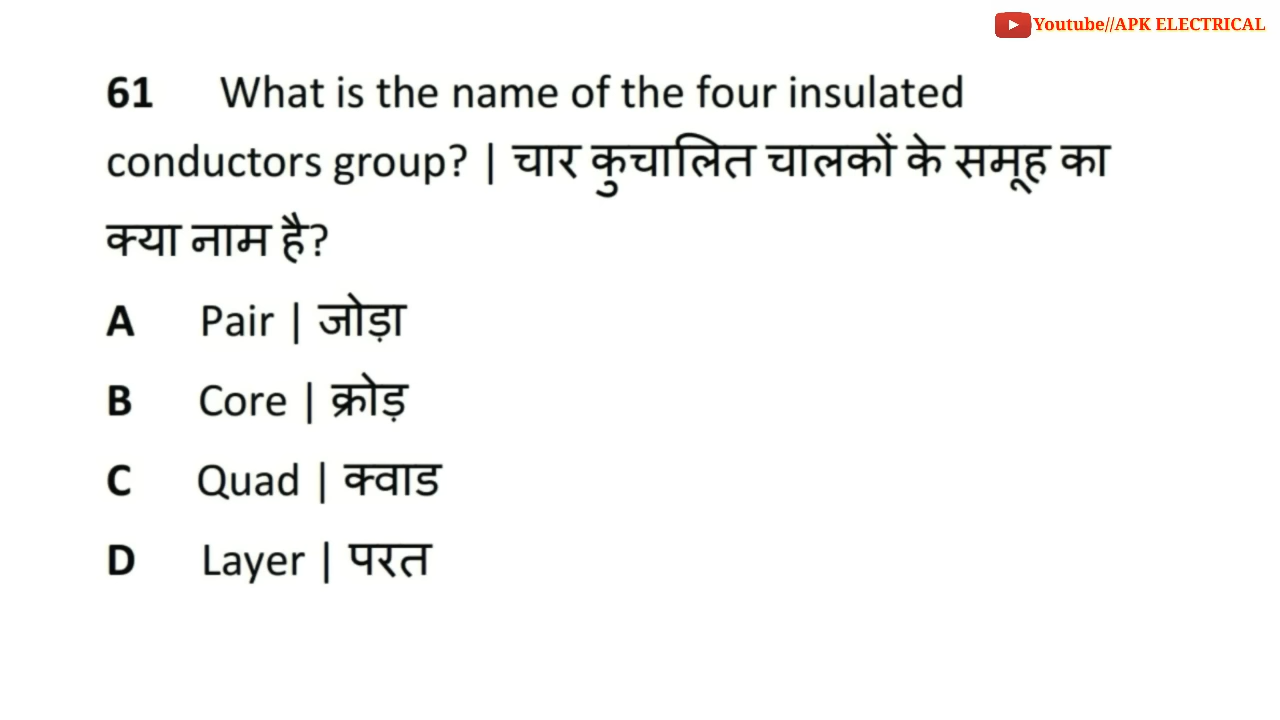 Youtube//APK ELECTRICAL
61 What is the name of the four insulated
conductors group? | चार कुचालित चालकों के समूह का
क्या नाम है?
A Pair | जोड़ा
B Core | क्रोड़
C Quad | क्वाड
D Layer | परत